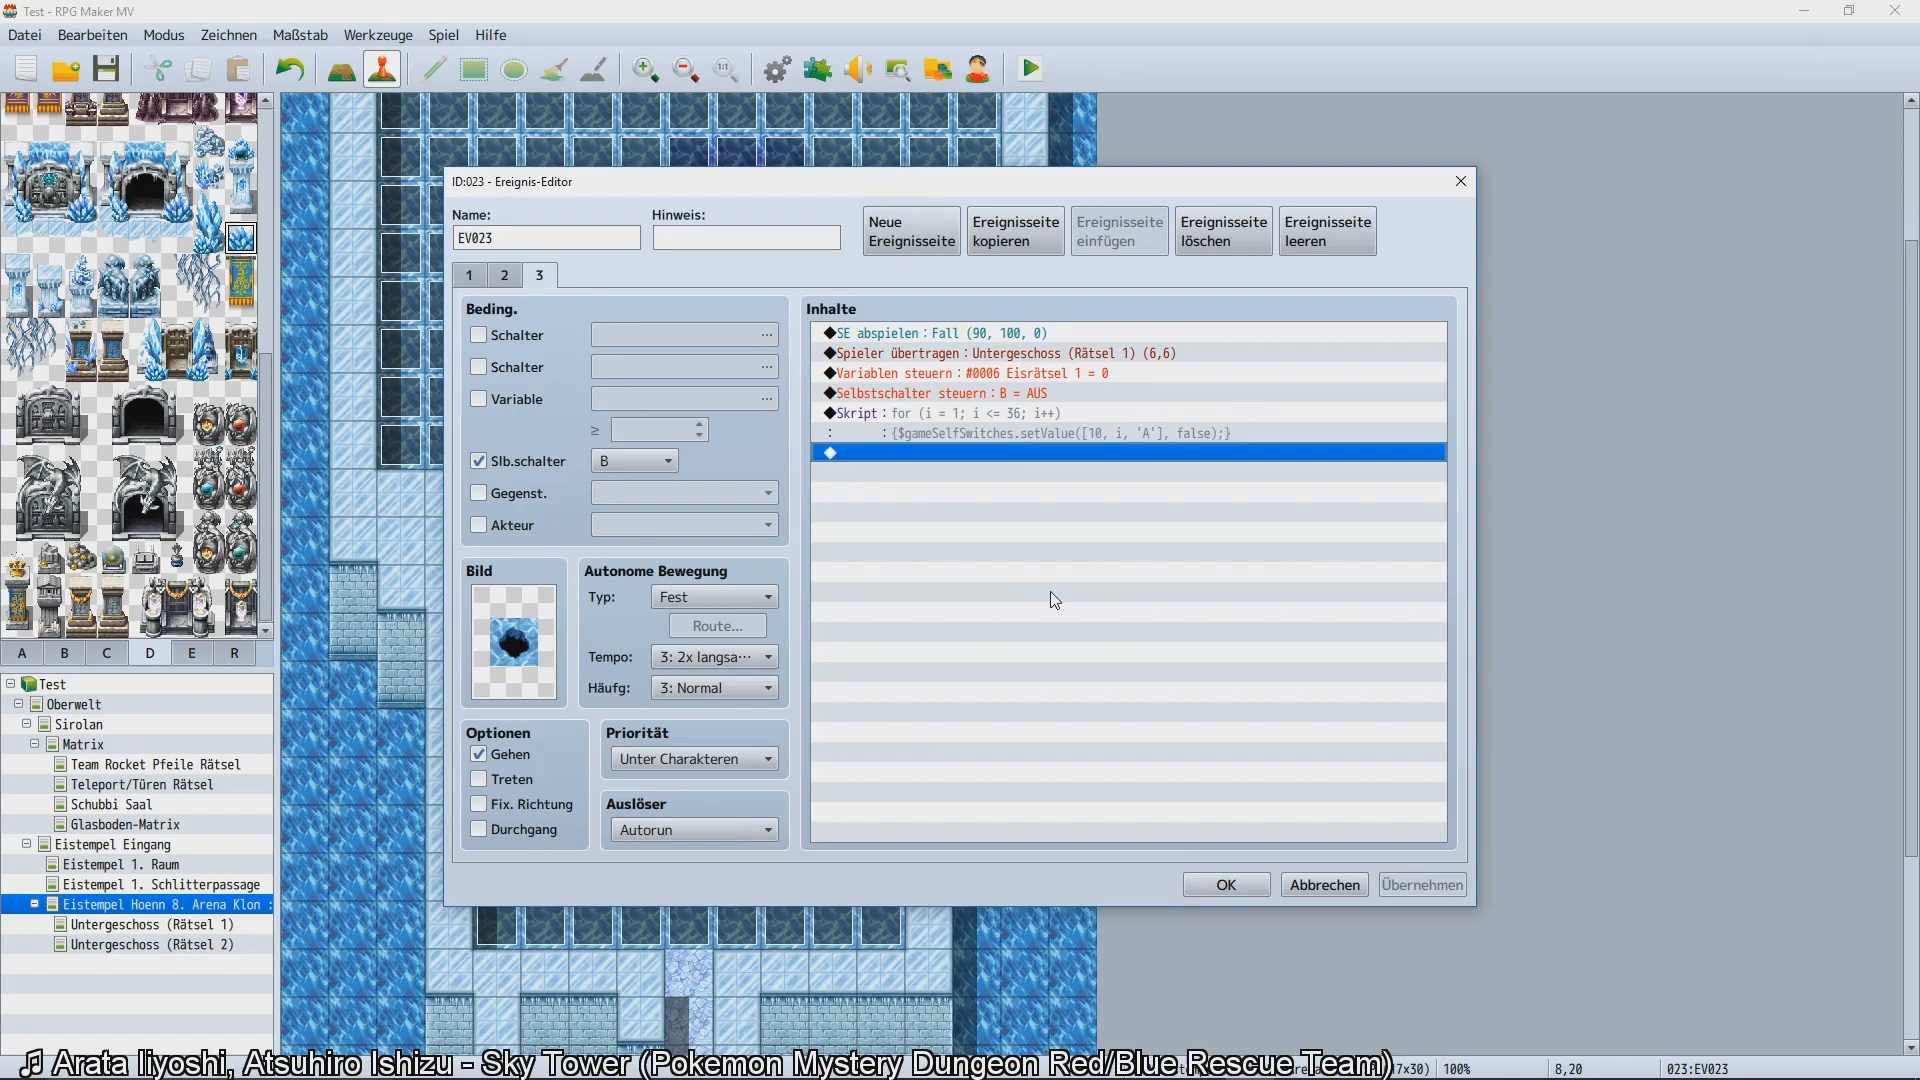 Test - RPG Maker MV
Datei Bearbeiten Modus Zeichnen Maßstab Werkzeuge Spiel Hilfe
1:1
ID:023 - Ereignis-Editor
Name:
EV023
Hinweis:
Neue Ereignisseite
Ereignisseite kopieren
Ereignisseite einfügen
Ereignisseite löschen
Ereignisseite leeren
1 2 3
Beding.
Schalter ...
Schalter ...
Variable ...
≥
Slb.schalter B
Gegenst.
Akteur
Bild
Autonome Bewegung
Typ: Fest
Route...
Tempo: 3: 2x langsa...
Häufg: 3: Normal
Optionen
Gehen
Treten
Fix. Richtung
Durchgang
Priorität
Unter Charakteren
Auslöser
Autorun
Inhalte
◆SE abspielen : Fall (90, 100, 0)
◆Spieler übertragen : Untergeschoss (Rätsel 1) (6,6)
◆Variablen steuern : #0006 Eisrätsel 1 = 0
◆Selbstschalter steuern : B = AUS
◆Skript : for (i = 1; i <= 36; i++)
: : {$gameSelfSwitches.setValue([10, i, 'A'], false);}
◆
OK Abbrechen Übernehmen
A B C D E R
Test
Oberwelt
Sirolan
Matrix
Team Rocket Pfeile Rätsel
Teleport/Türen Rätsel
Schubbi Saal
Glasboden-Matrix
Eistempel Eingang
Eistempel 1. Raum
Eistempel 1. Schlitterpassage
Eistempel Hoenn 8. Arena Klon :
Untergeschoss (Rätsel 1)
Untergeschoss (Rätsel 2)
♫ Arata Iiyoshi, Atsuhiro Ishizu - Sky Tower (Pokemon Mystery Dungeon Red/Blue Rescue Team)
7x30) 100% 8,20 023:EV023